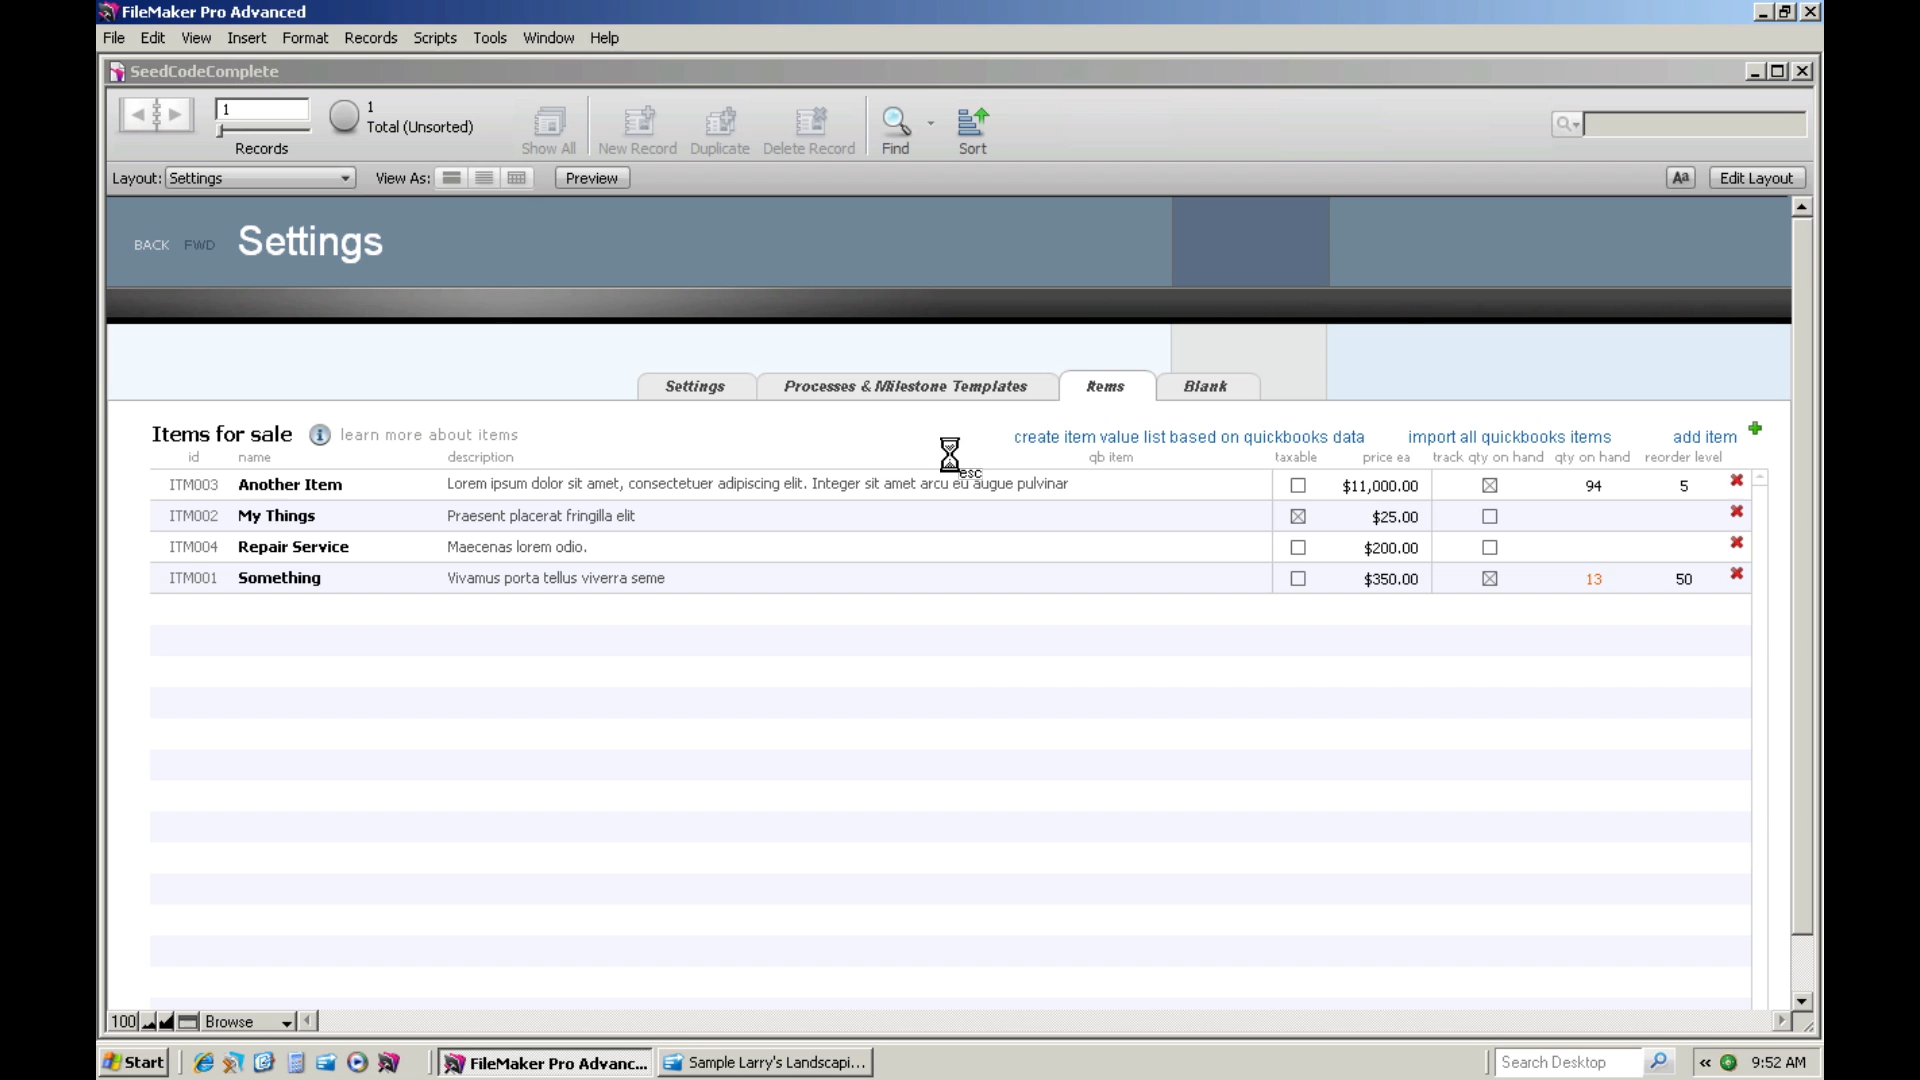 FileMaker Pro Advanced
File Edit View Insert Format Records Scripts Tools Window Help
SeedCodeComplete
1
1
Total (Unsorted)
Records
Show All
New Record
Duplicate
Delete Record
Find
Sort
Layout: Settings
View As:
Preview
Aa
Edit Layout
BACK FWD Settings
Settings
Processes & Milestone Templates
Items
Blank
Items for sale
learn more about items
create item value list based on quickbooks data
import all quickbooks items
add item
id name description qb item taxable price ea track qty on hand qty on hand reorder level
esc
ITM003 Another Item Lorem ipsum dolor sit amet, consectetuer adipiscing elit. Integer sit amet arcu eu augue pulvinar $11,000.00 94 5
ITM002 My Things Praesent placerat fringilla elit $25.00
ITM004 Repair Service Maecenas lorem odio. $200.00
ITM001 Something Vivamus porta tellus viverra seme $350.00 13 50
100 Browse
Start
FileMaker Pro Advanc...
Sample Larry's Landscapi...
Search Desktop
« 9:52 AM